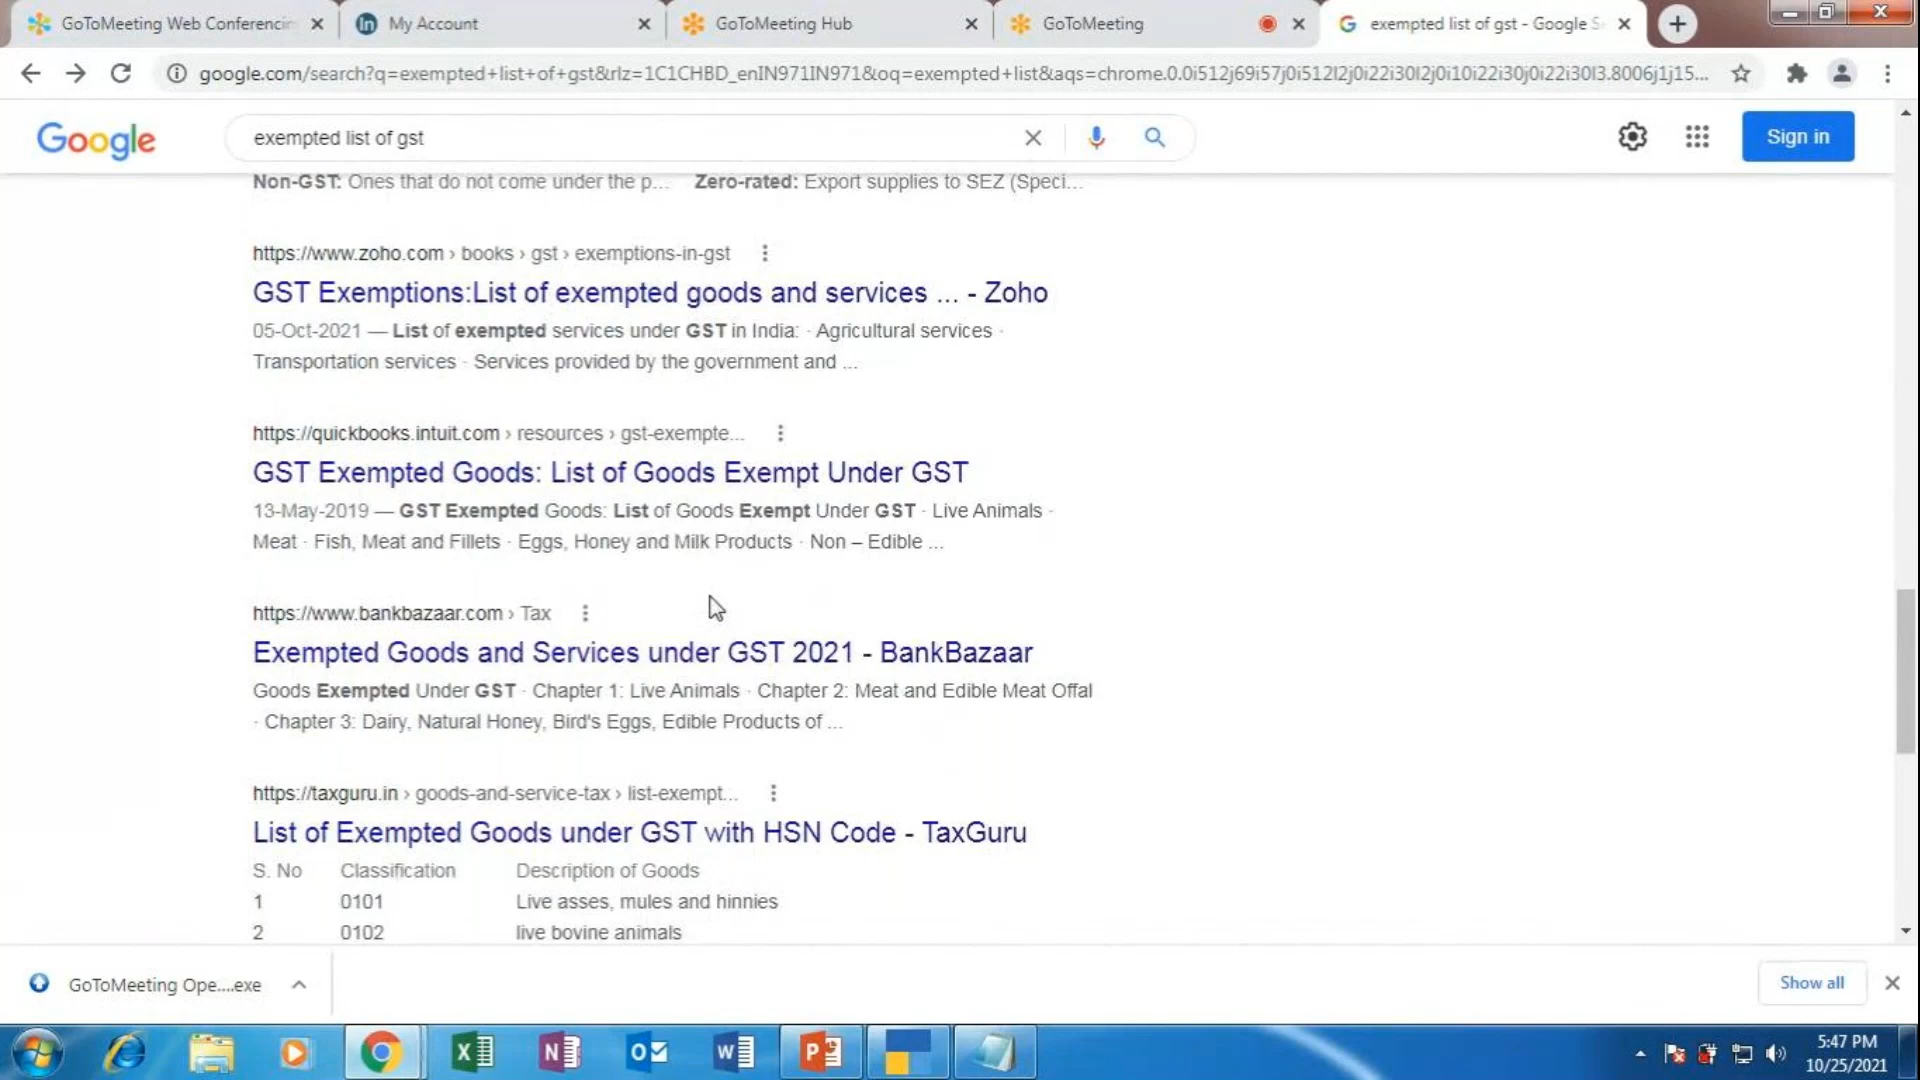 GoToMeeting Web Conferencin
My Account
GoToMeeting Hub
GoToMeeting
exempted list of gst - Google S
google.com/search?q=exempted+list+of+gst&rlz=1C1CHBD_enIN971IN971&oq=exempted+list&aqs=chrome.0.0i512j69i57j0i512l2j0i22i30l2j0i10i22i30j0i22i30l3.8006j1j15...
Google
exempted list of gst
Sign in
Non-GST: Ones that do not come under the p... Zero-rated: Export supplies to SEZ (Speci...
https://www.zoho.com › books › gst › exemptions-in-gst
GST Exemptions:List of exempted goods and services ... - Zoho
05-Oct-2021 — List of exempted services under GST in India: · Agricultural services ·
Transportation services · Services provided by the government and ...
https://quickbooks.intuit.com › resources › gst-exempte...
GST Exempted Goods: List of Goods Exempt Under GST
13-May-2019 — GST Exempted Goods: List of Goods Exempt Under GST · Live Animals ·
Meat · Fish, Meat and Fillets · Eggs, Honey and Milk Products · Non – Edible ...
https://www.bankbazaar.com › Tax
Exempted Goods and Services under GST 2021 - BankBazaar
Goods Exempted Under GST · Chapter 1: Live Animals · Chapter 2: Meat and Edible Meat Offal
· Chapter 3: Dairy, Natural Honey, Bird's Eggs, Edible Products of ...
https://taxguru.in › goods-and-service-tax › list-exempt...
List of Exempted Goods under GST with HSN Code - TaxGuru
S. No Classification Description of Goods
1 0101 Live asses, mules and hinnies
2 0102 live bovine animals
GoToMeeting Ope....exe
Show all
5:47 PM
10/25/2021